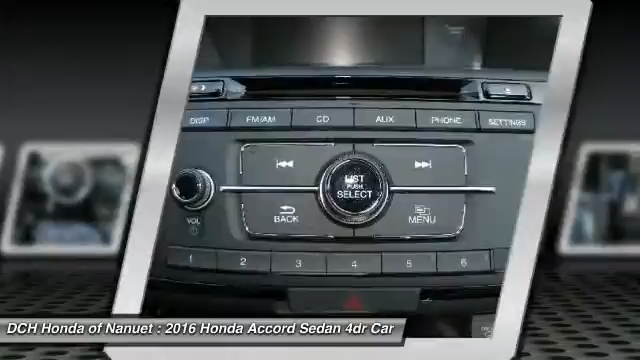 DISP FM/AM CD AUX PHONE SETTINGS
LIST
PUSH
SELECT
VOL
BACK
MENU
1 2 3 4 5 6
DCH Honda of Nanuet : 2016 Honda Accord Sedan 4dr Car